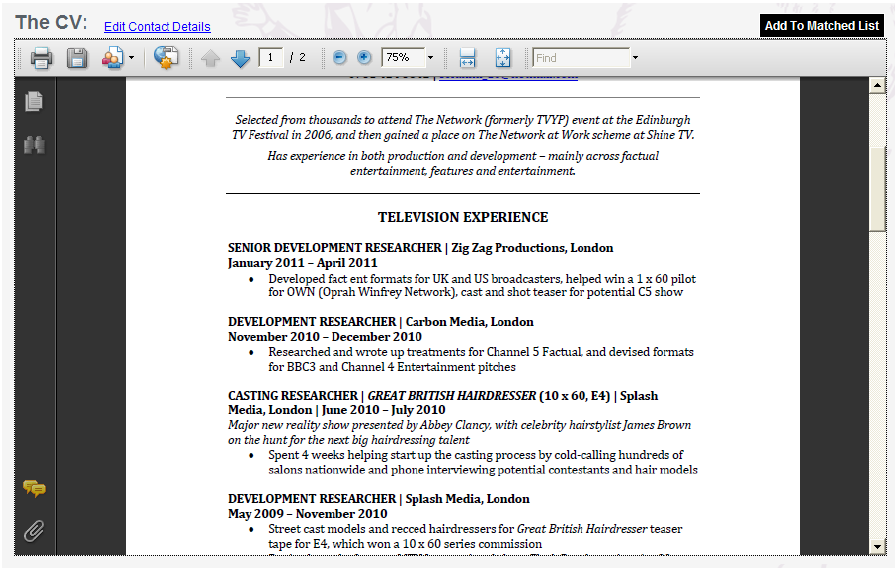 The CV: Edit Contact Details
Add To Matched List
1 / 2 75% Find
Selected from thousands to attend The Network (formerly TVYP) event at the Edinburgh
TV Festival in 2006, and then gained a place on The Network at Work scheme at Shine TV.
Has experience in both production and development – mainly across factual
entertainment, features and entertainment.
TELEVISION EXPERIENCE
SENIOR DEVELOPMENT RESEARCHER | Zig Zag Productions, London
January 2011 – April 2011
• Developed fact ent formats for UK and US broadcasters, helped win a 1 x 60 pilot
for OWN (Oprah Winfrey Network), cast and shot teaser for potential C5 show
DEVELOPMENT RESEARCHER | Carbon Media, London
November 2010 – December 2010
• Researched and wrote up treatments for Channel 5 Factual, and devised formats
for BBC3 and Channel 4 Entertainment pitches
CASTING RESEARCHER | GREAT BRITISH HAIRDRESSER (10 x 60, E4) | Splash
Media, London | June 2010 – July 2010
Major new reality show presented by Abbey Clancy, with celebrity hairstylist James Brown
on the hunt for the next big hairdressing talent
• Spent 4 weeks helping start up the casting process by cold-calling hundreds of
salons nationwide and phone interviewing potential contestants and hair models
DEVELOPMENT RESEARCHER | Splash Media, London
May 2009 – November 2010
• Street cast models and recced hairdressers for Great British Hairdresser teaser
tape for E4, which won a 10 x 60 series commission